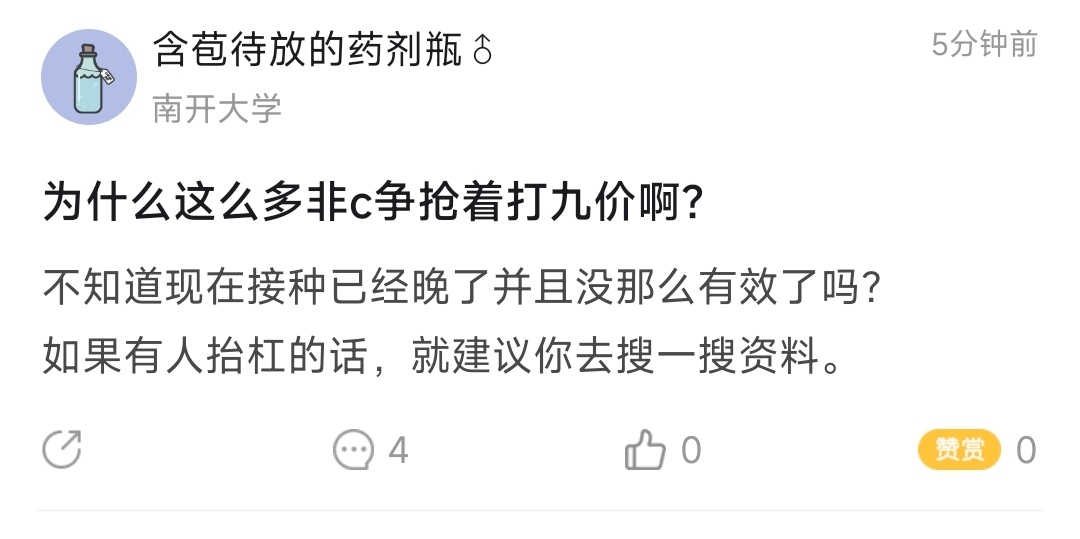 含苞待放的药剂瓶♂
5分钟前
南开大学
为什么这么多非c争抢着打九价啊?
不知道现在接种已经晚了并且没那么有效了吗?
如果有人抬杠的话，就建议你去搜一搜资料。
4
0
赞赏
0